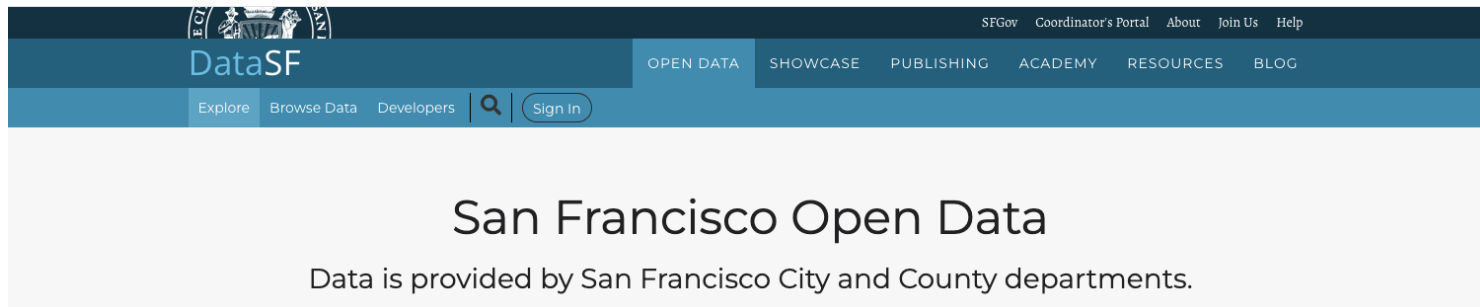 SFGov Coordinator's Portal About Join Us Help
DataSF OPEN DATA SHOWCASE PUBLISHING ACADEMY RESOURCES BLOG
Explore Browse Data Developers Sign In
San Francisco Open Data
Data is provided by San Francisco City and County departments.